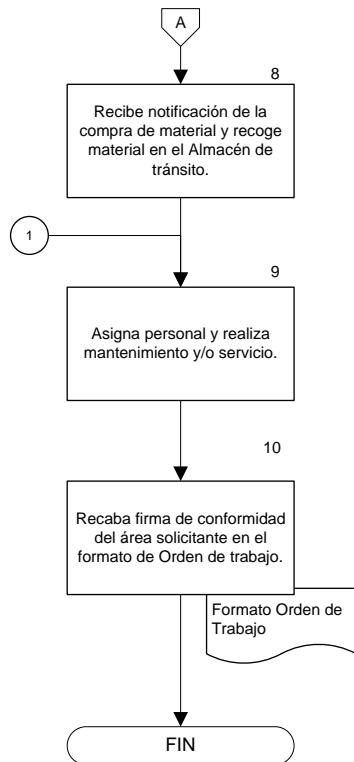 A
8
Recibe notificación de la
compra de material y recoge
material en el Almacén de
tránsito.
1
9
Asigna personal y realiza
mantenimiento y/o servicio.
10
Recaba firma de conformidad
del área solicitante en el
formato de Orden de trabajo.
Formato Orden de
Trabajo
FIN